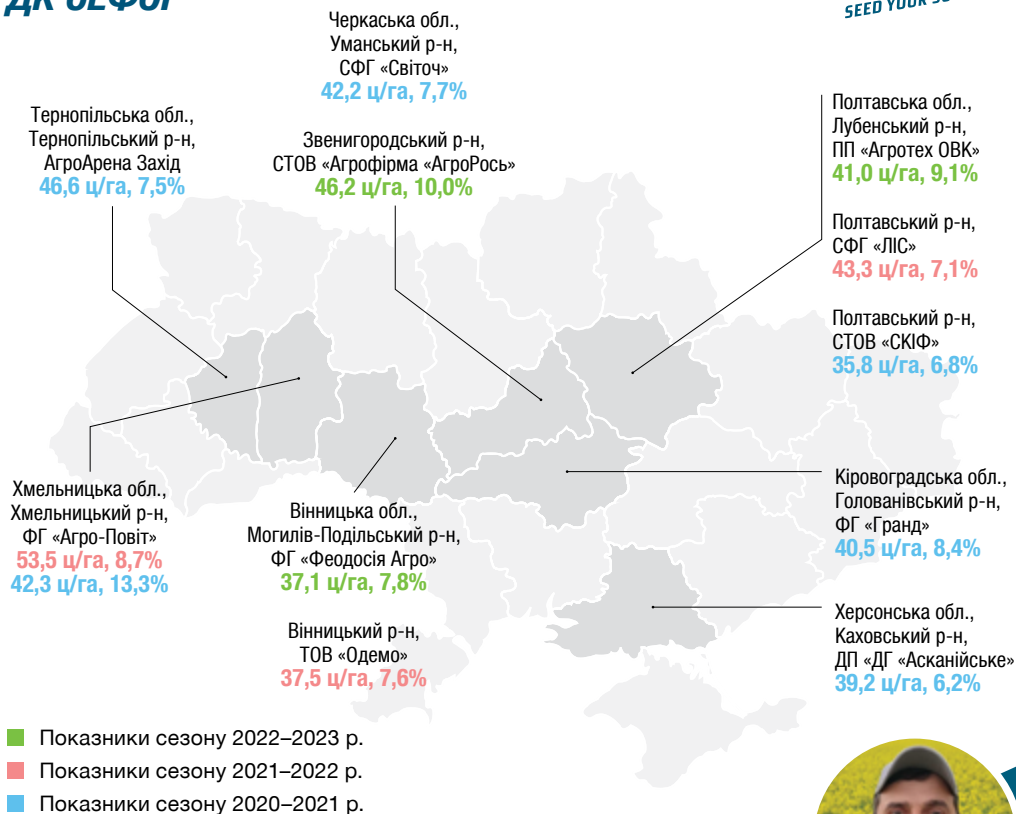 ДК СЕФОГ
SEED YOUR
Черкаська обл.,
Уманський р-н,
СФГ «Світоч»
42,2 ц/га, 7,7%
Звенигородський р-н,
СТОВ «Агрофірма «АгроРось»
46,2 ц/га, 10,0%
Тернопільська обл.,
Тернопільський р-н,
АгроАрена Захід
46,6 ц/га, 7,5%
Полтавська обл.,
Лубенський р-н,
ПП «Агротех ОВК»
41,0 ц/га, 9,1%
Полтавський р-н,
СФГ «ЛІС»
43,3 ц/га, 7,1%
Полтавський р-н,
СТОВ «СКІФ»
35,8 ц/га, 6,8%
Хмельницька обл.,
Хмельницький р-н,
ФГ «Агро-Повіт»
53,5 ц/га, 8,7%
42,3 ц/га, 13,3%
Вінницька обл.,
Могилів-Подільський р-н,
ФГ «Феодосія Агро»
37,1 ц/га, 7,8%
Вінницький р-н,
ТОВ «Одемо»
37,5 ц/га, 7,6%
Кіровоградська обл.,
Голованівський р-н,
ФГ «Гранд»
40,5 ц/га, 8,4%
Херсонська обл.,
Каховський р-н,
ДП «ДГ «Асканійське»
39,2 ц/га, 6,2%
Показники сезону 2022–2023 р.
Показники сезону 2021–2022 р.
Показники сезону 2020–2021 р.